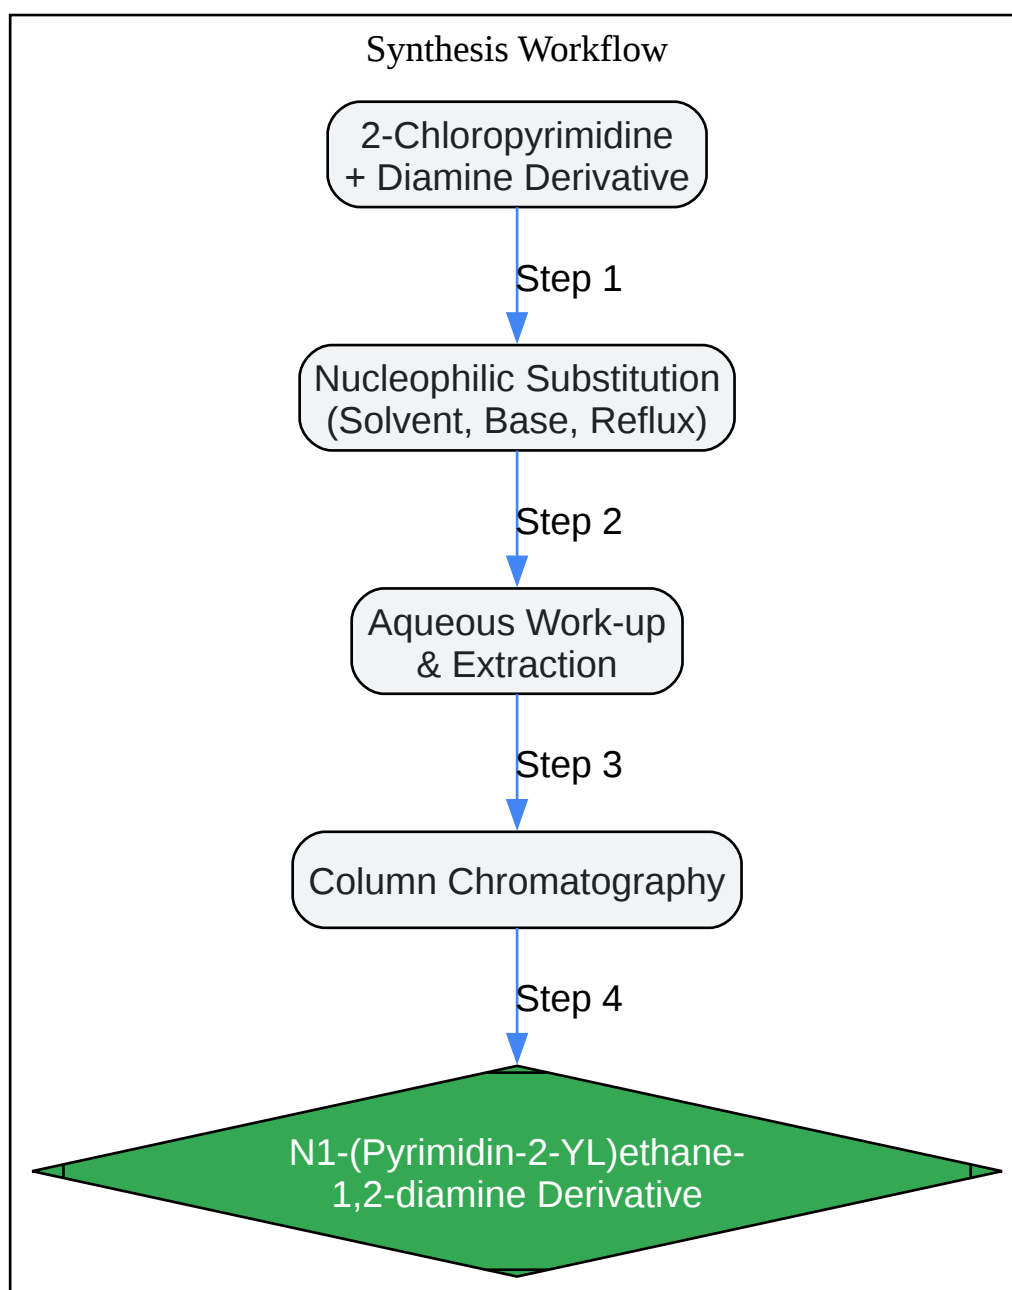 Synthesis Workflow
2-Chloropyrimidine
+ Diamine Derivative
Step 1
Nucleophilic Substitution
(Solvent, Base, Reflux)
Step 2
Aqueous Work-up
& Extraction
Step 3
Column Chromatography
Step 4
N1-(Pyrimidin-2-YL)ethane-
1,2-diamine Derivative